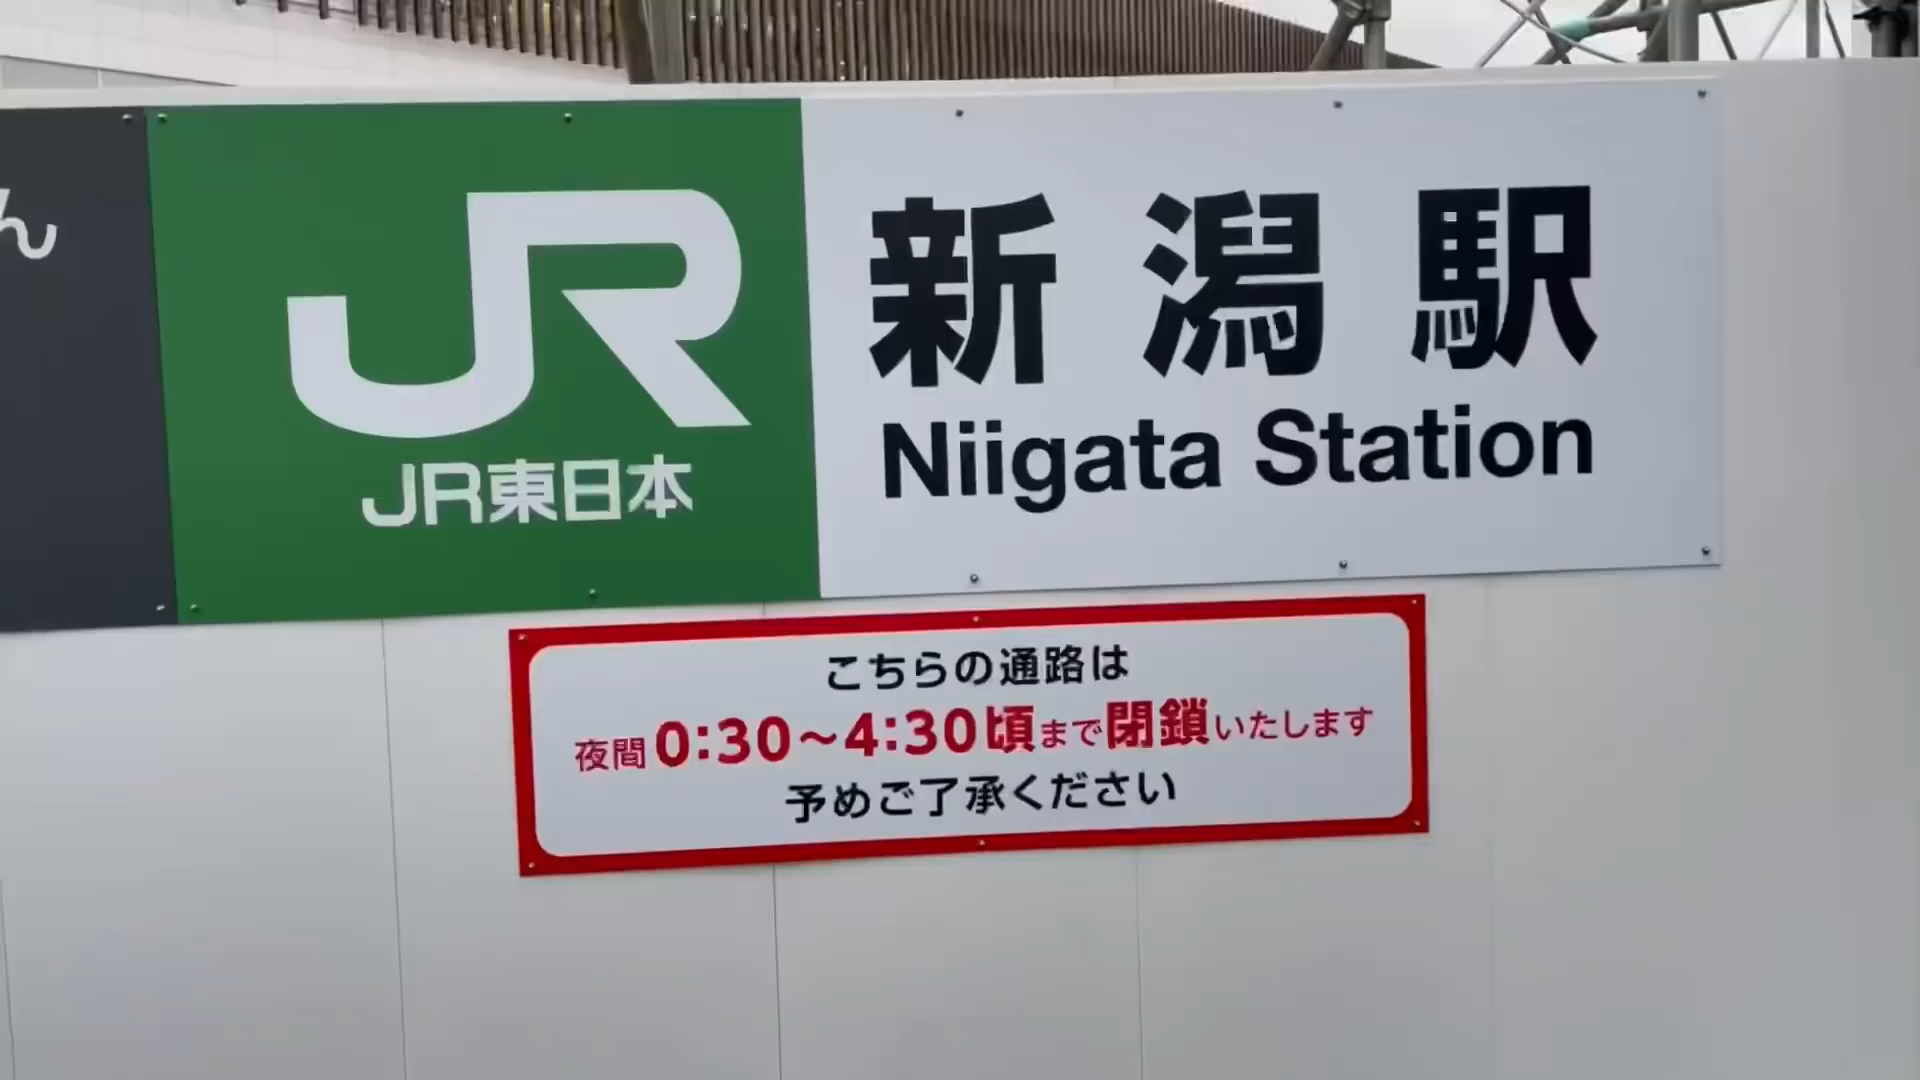 ん
JR
JR東日本
新潟駅
Niigata Station
こちらの通路は
夜間0:30～4:30頃まで閉鎖いたします
予めご了承ください